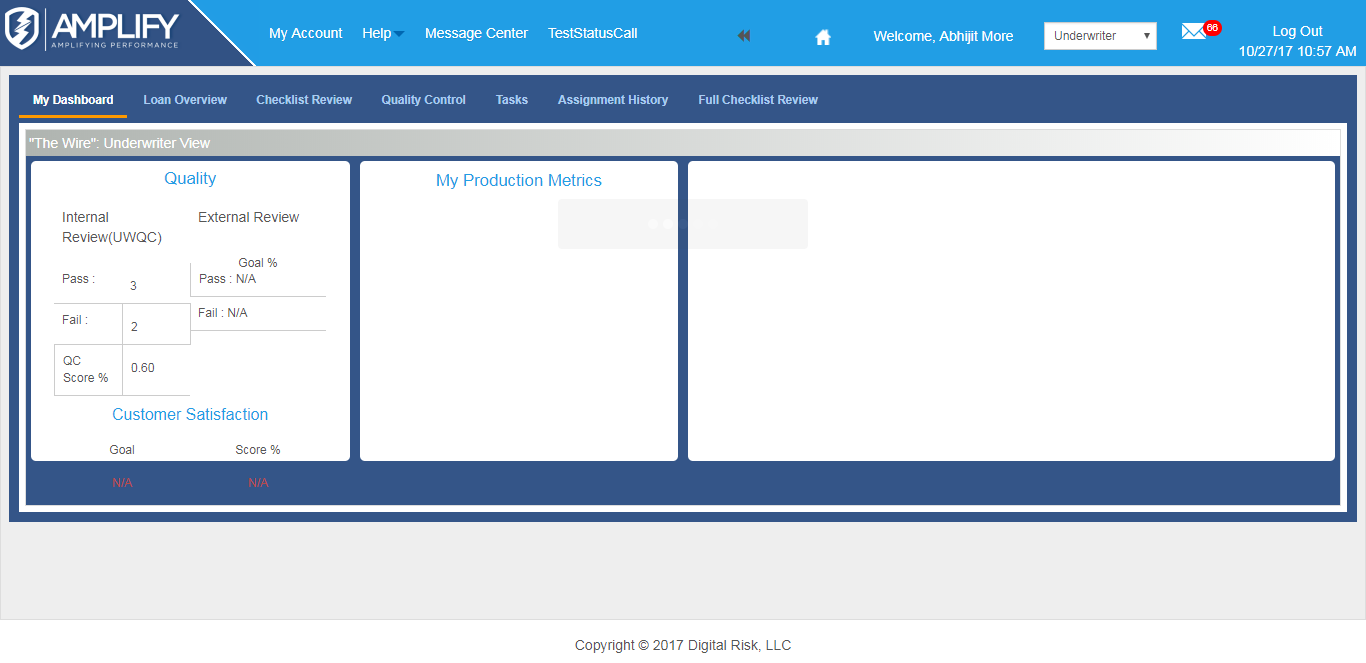 AMPLIFY
AMPLIFYING PERFORMANCE
My Account
Help
Message Center
TestStatusCall
Welcome, Abhijit More
Underwriter
66
Log Out
10/27/17 10:57 AM
My Dashboard
Loan Overview
Checklist Review
Quality Control
Tasks
Assignment History
Full Checklist Review
"The Wire": Underwriter View
Quality
Internal
Review(UWQC)
External Review
Pass :
3
Goal %
Pass : N/A
Fail :
2
Fail : N/A
QC
Score %
0.60
Customer Satisfaction
Goal
Score %
N/A
N/A
My Production Metrics
Copyright © 2017 Digital Risk, LLC